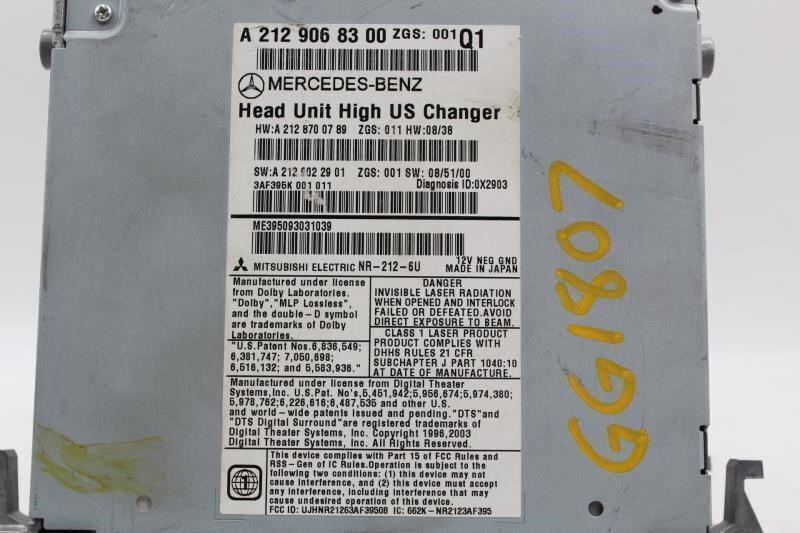 A 212 906 83 00 ZGS: 001 Q1
MERCEDES-BENZ
Head Unit High US Changer
HW:A 212 870 07 89 ZGS: 011 HW:08/38
SW:A 212 902 29 01 ZGS: 001 SW: 08/51/00
3AF395K 001 011 Diagnosis ID:0X2903
ME395093031039
MITSUBISHI ELECTRIC NR-212-6U
12V NEG GND
MADE IN JAPAN
Manufactured under license
from Dolby Laboratories.
"Dolby","MLP Lossless",
and the double-D symbol
are trademarks of Dolby
Laboratories.
"U.S.Patent Nos.6,836,549;
6,381,747; 7,050,698;
6,516,132; and 5,583,936."
DANGER
INVISIBLE LASER RADIATION
WHEN OPENED AND INTERLOCK
FAILED OR DEFEATED.AVOID
DIRECT EXPOSURE TO BEAM.
CLASS 1 LASER PRODUCT
PRODUCT COMPLIES WITH
DHHS RULES 21 CFR
SUBCHAPTER J PART 1040:10
AT DATE OF MANUFACTURE.
Manufactured under license from Digital Theater
Systems,Inc. U.S.Pat. No's,5,451,942;5,956,674;5,974,380;
5,978,762;6,226,616;6,487,535 and other U.S.
and world-wide patents issued and pending."DTS"and
"DTS Digital Surround"are registered trademarks of
Digital Theater Systems, Inc. Copyright 1996,2003
Digital Theater Systems, Inc. All Rights Reserved.
This device complies with Part 15 of FCC Rules and
RSS-Gen of IC Rules.Operation is subject to the
following two conditions: (1) this device may not
cause interference, and (2) this device must accept
any interference, including interference that may
cause undesired operation of this device.
FCC ID: UJHNR21263AF39508 IC: 662K-NR2123AF395
1
GG1807